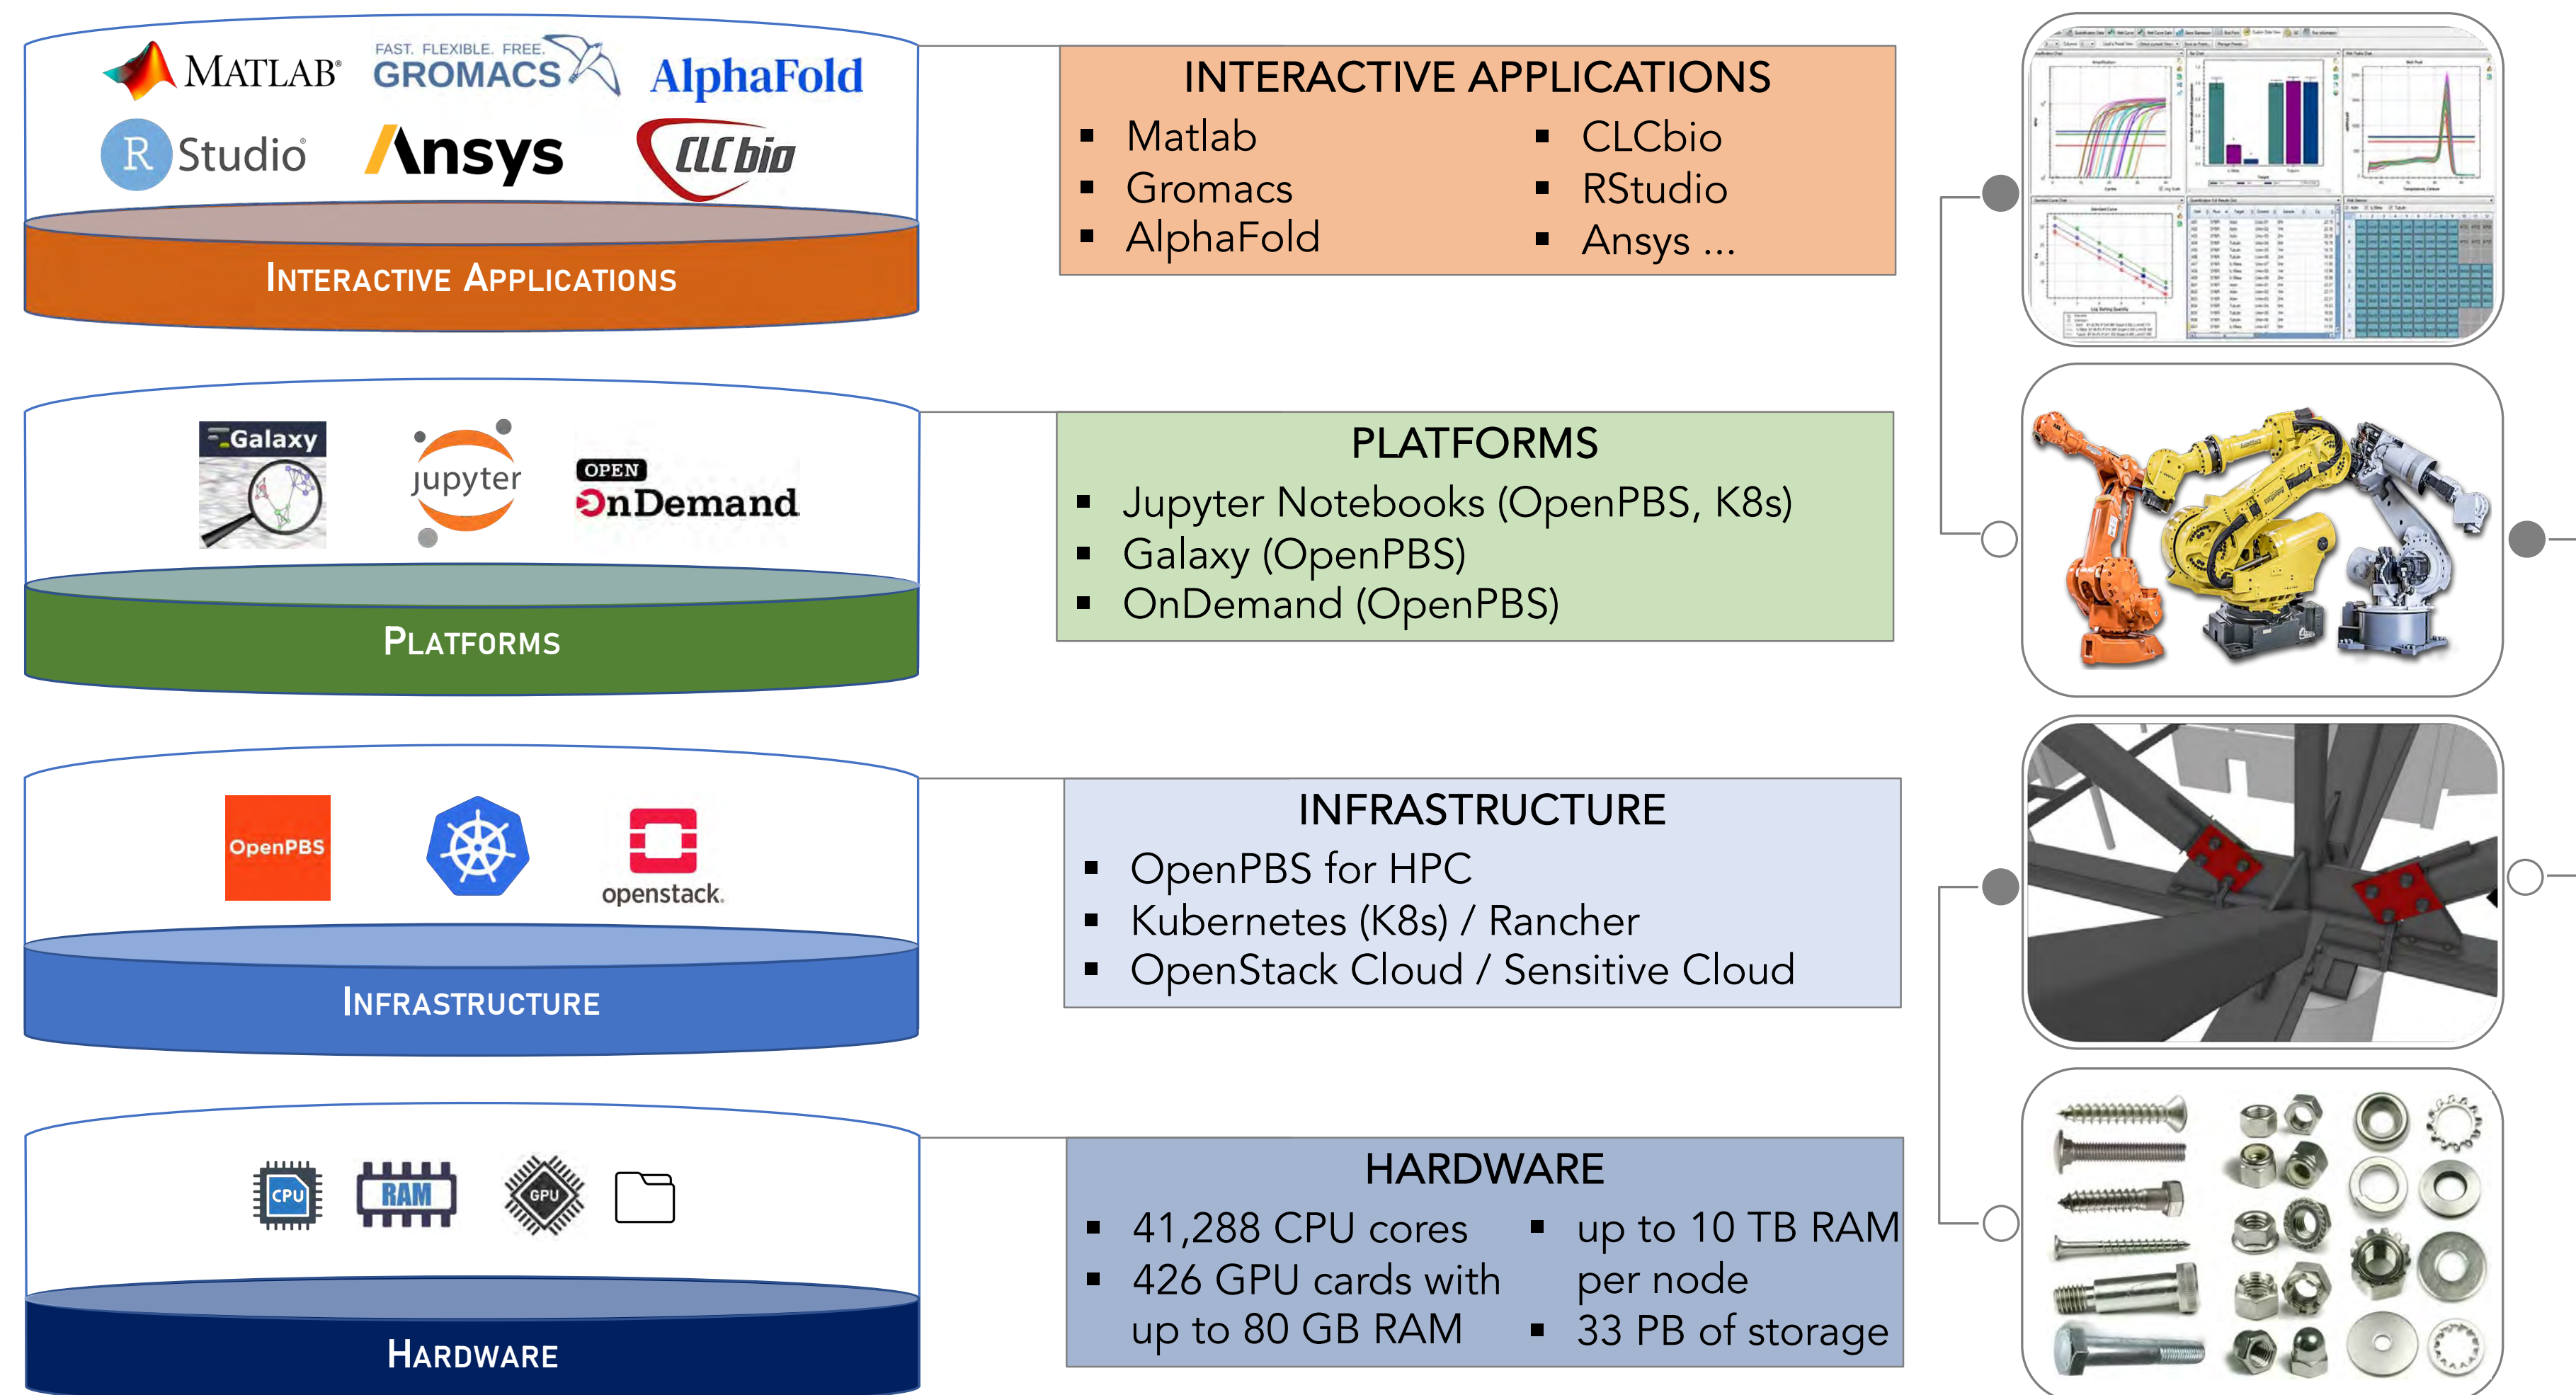 MATLAB®
FAST. FLEXIBLE. FREE.
GROMACS
AlphaFold
R Studio®
Ansys
CLC bio
INTERACTIVE APPLICATIONS
INTERACTIVE APPLICATIONS
▪ Matlab
▪ Gromacs
▪ AlphaFold
▪ CLCbio
▪ RStudio
▪ Ansys ...
Galaxy
jupyter
OPEN
OnDemand
PLATFORMS
PLATFORMS
▪ Jupyter Notebooks (OpenPBS, K8s)
▪ Galaxy (OpenPBS)
▪ OnDemand (OpenPBS)
OpenPBS
openstack.
INFRASTRUCTURE
INFRASTRUCTURE
▪ OpenPBS for HPC
▪ Kubernetes (K8s) / Rancher
▪ OpenStack Cloud / Sensitive Cloud
CPU
RAM
GPU
HARDWARE
HARDWARE
▪ 41,288 CPU cores
▪ 426 GPU cards with
up to 80 GB RAM
▪ up to 10 TB RAM
per node
▪ 33 PB of storage